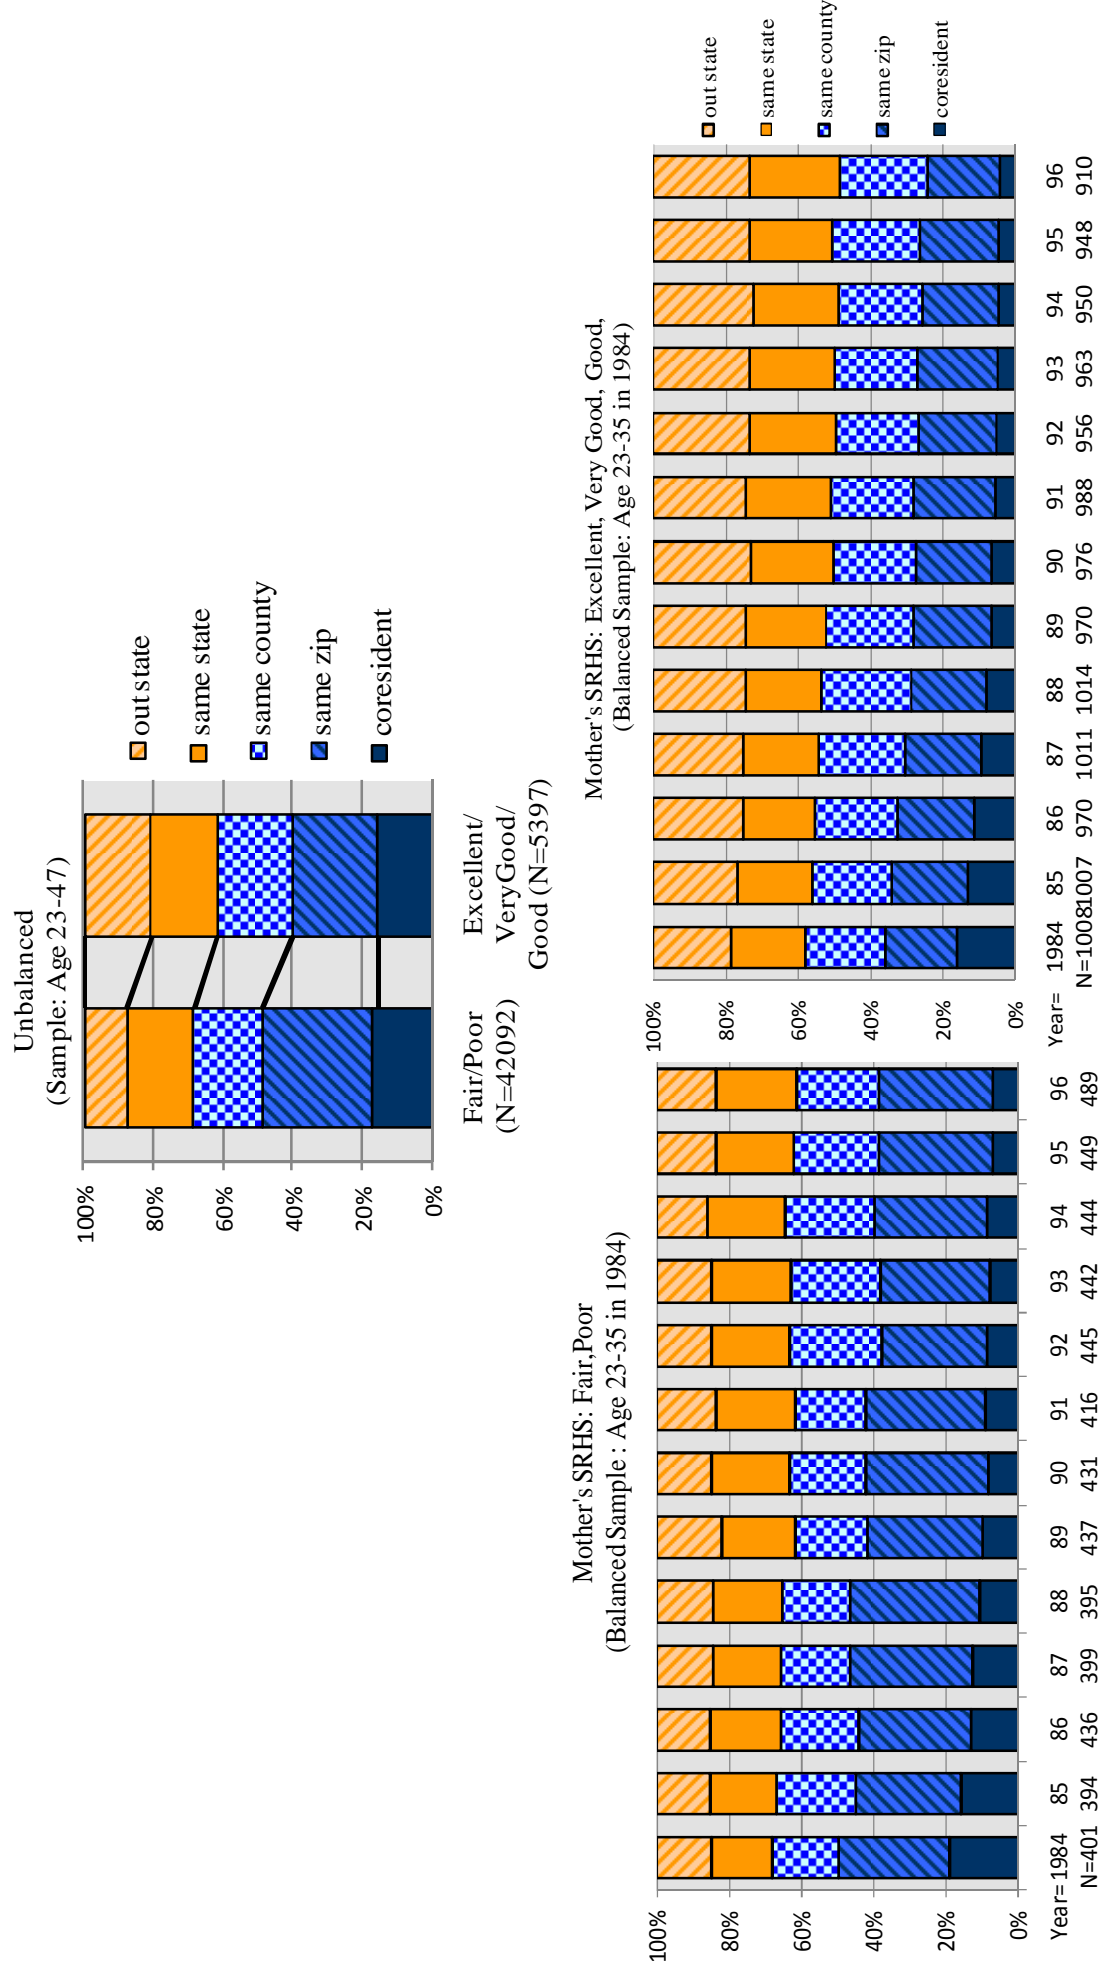 Unbalanced
(Sample: Age 23-47)
100%
80%
60%
40%
20%
0%
Fair/Poor
(N=42092)
Excellent/
VeryGood/
Good (N=5397)
out state
same state
same county
same zip
coresident
Mother's SRHS: Fair,Poor
(Balanced Sample : Age 23-35 in 1984)
100%
80%
60%
40%
20%
0%
Year= 1984 85 86 87 88 89 90 91 92 93 94 95 96
N=401 394 436 399 395 437 431 416 445 442 444 449 489
Mother's SRHS: Excellent, Very Good, Good,
(Balanced Sample: Age 23-35 in 1984)
100%
80%
60%
40%
20%
0%
Year= 1984 85 86 87 88 89 90 91 92 93 94 95 96
N=1008 1007 970 1011 1014 970 976 988 956 963 950 948 910
out state
same state
same county
same zip
coresident